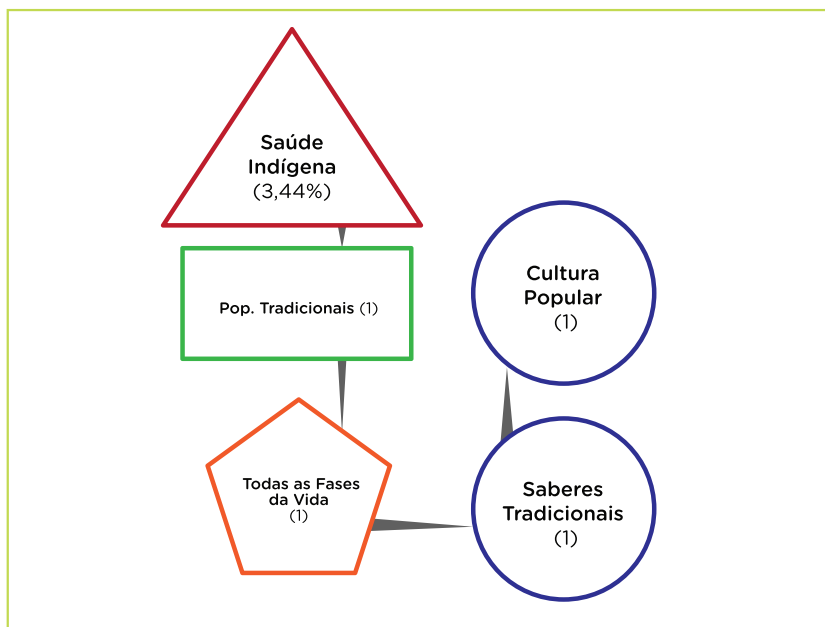 Saúde
Indígena
(3,44%)
Pop. Tradicionais (1)
Todas as Fases
da Vida
(1)
Saberes
Tradicionais
(1)
Cultura
Popular
(1)